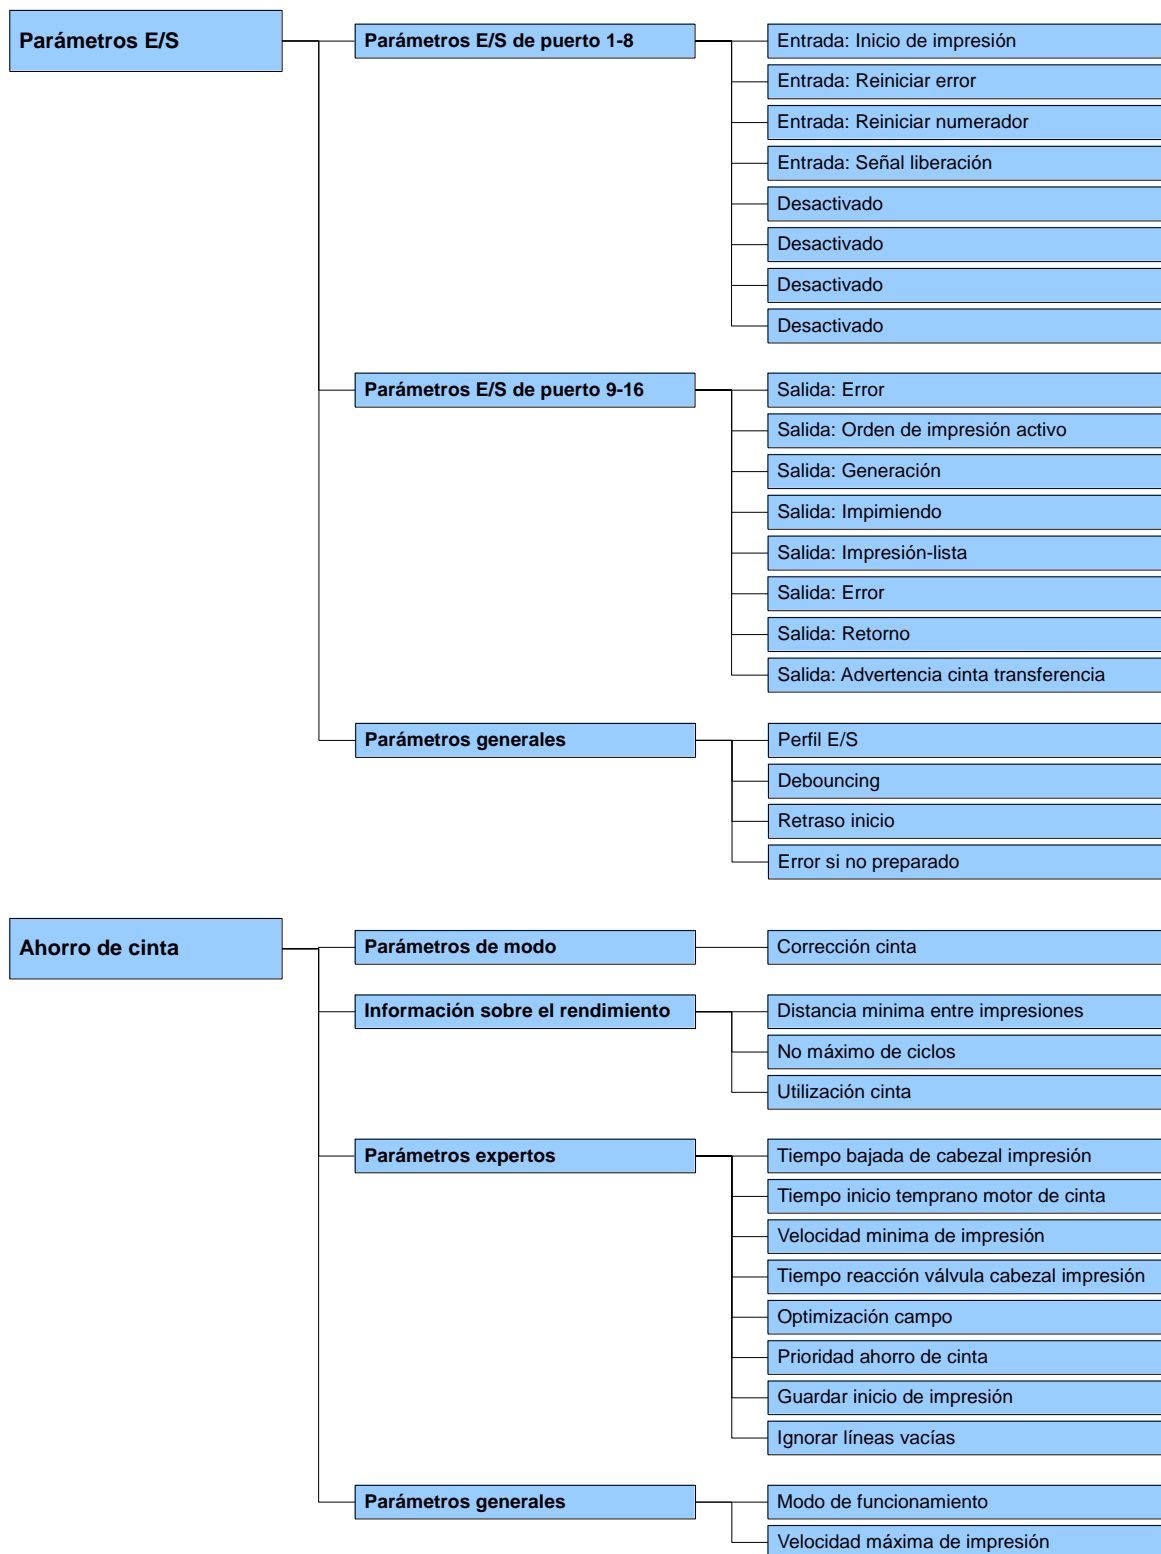 Parámetros E/S
Parámetros E/S de puerto 1-8
Entrada: Inicio de impresión
Entrada: Reiniciar error
Entrada: Reiniciar numerador
Entrada: Señal liberación
Desactivado
Desactivado
Desactivado
Desactivado
Parámetros E/S de puerto 9-16
Salida: Error
Salida: Orden de impresión activo
Salida: Generación
Salida: Impimiendo
Salida: Impresión-lista
Salida: Error
Salida: Retorno
Salida: Advertencia cinta transferencia
Parámetros generales
Perfil E/S
Debouncing
Retraso inicio
Error si no preparado
Ahorro de cinta
Parámetros de modo
Corrección cinta
Información sobre el rendimiento
Distancia minima entre impresiones
No máximo de ciclos
Utilización cinta
Parámetros expertos
Tiempo bajada de cabezal impresión
Tiempo inicio temprano motor de cinta
Velocidad minima de impresión
Tiempo reacción válvula cabezal impresión
Optimización campo
Prioridad ahorro de cinta
Guardar inicio de impresión
Ignorar líneas vacías
Parámetros generales
Modo de funcionamiento
Velocidad máxima de impresión